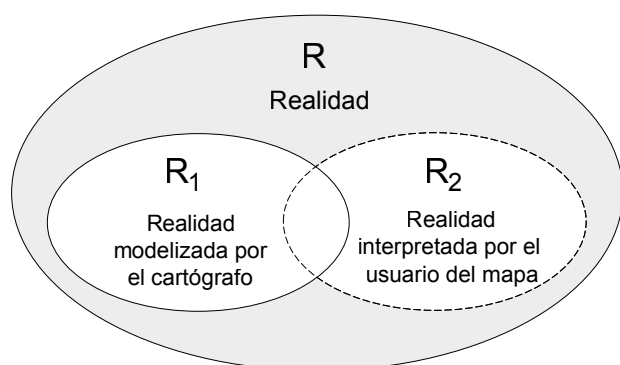 R
Realidad
R₁
Realidad
modelizada por
el cartógrafo
R₂
Realidad
interpretada por el
usuario del mapa